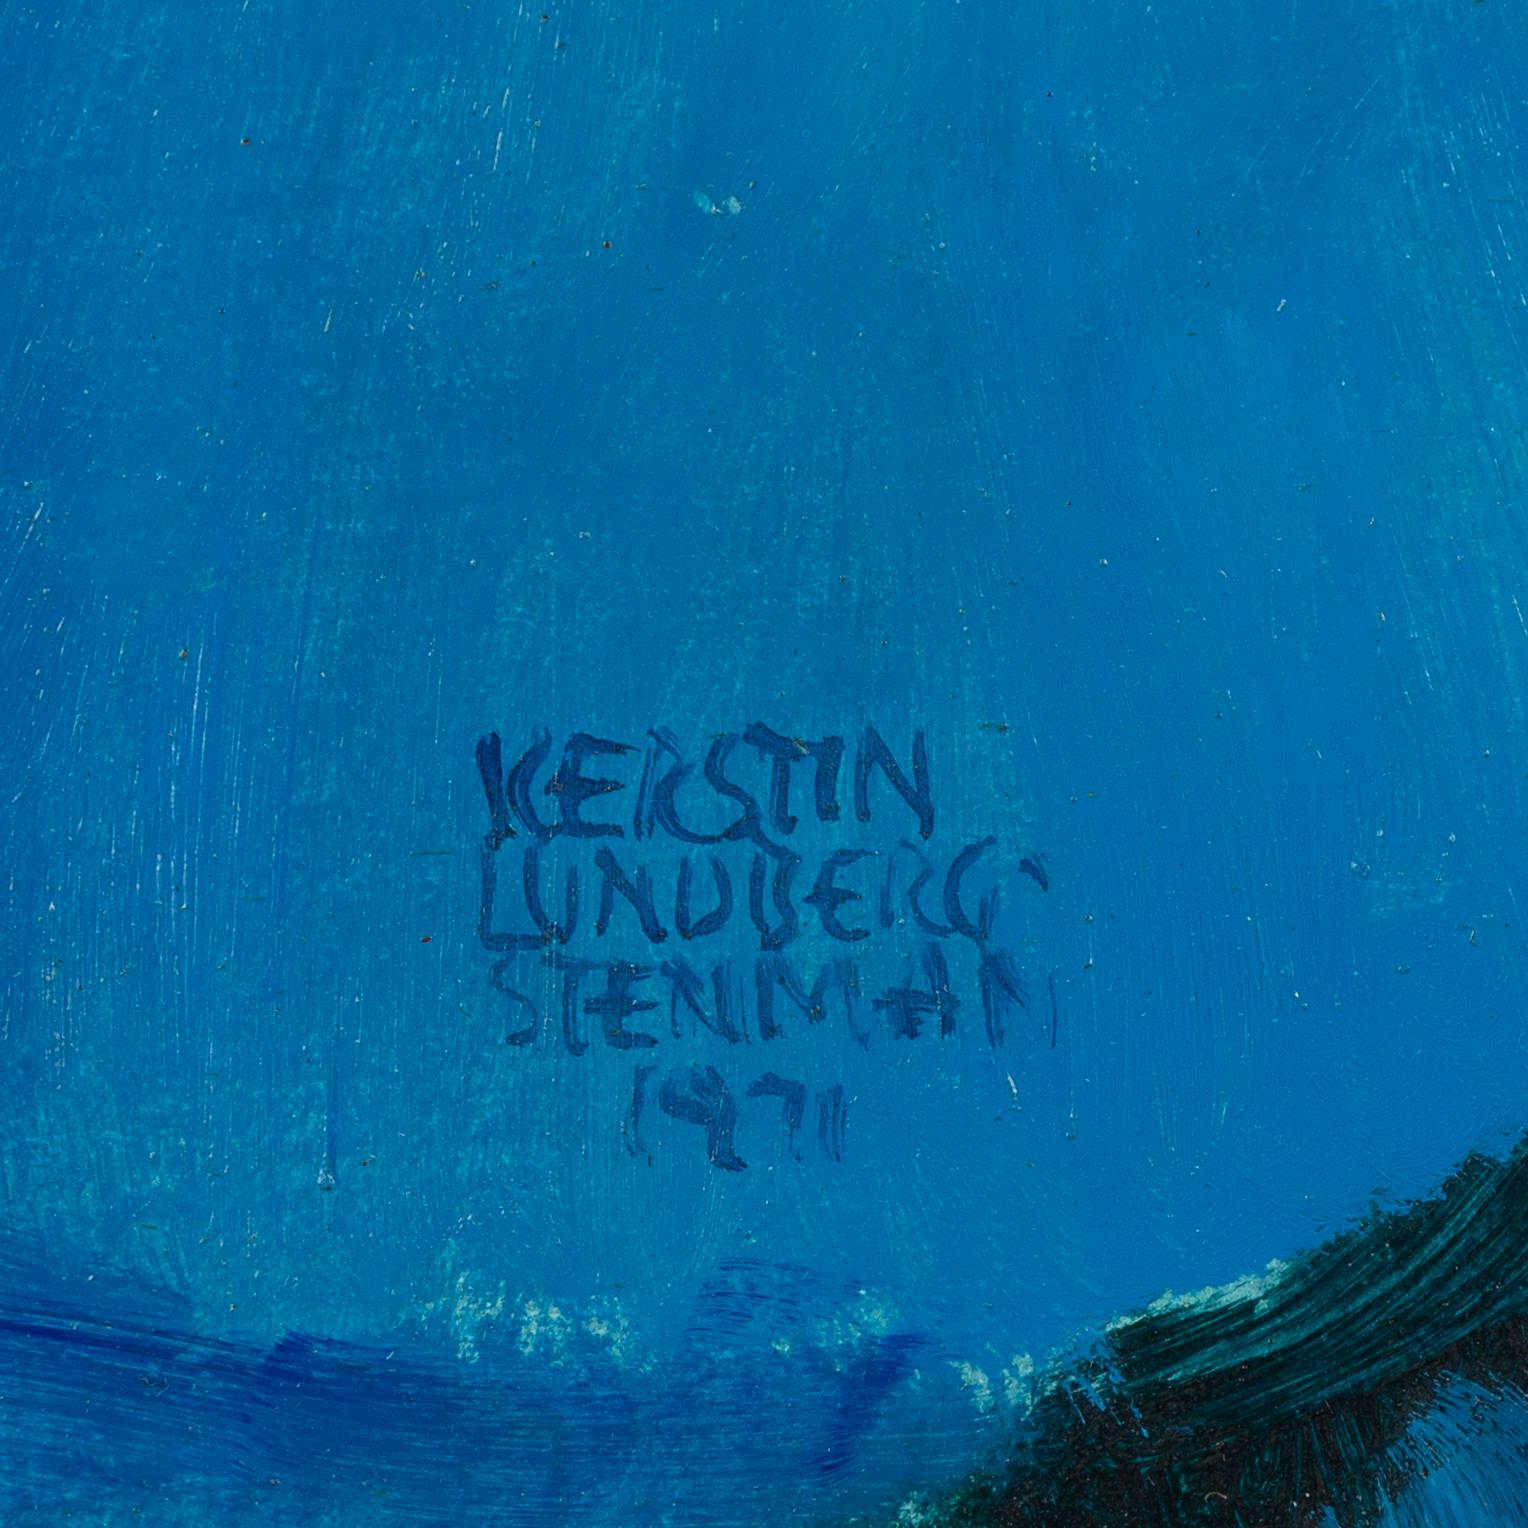 KERSTIN
LUNDBERG-
STENMAN
1971